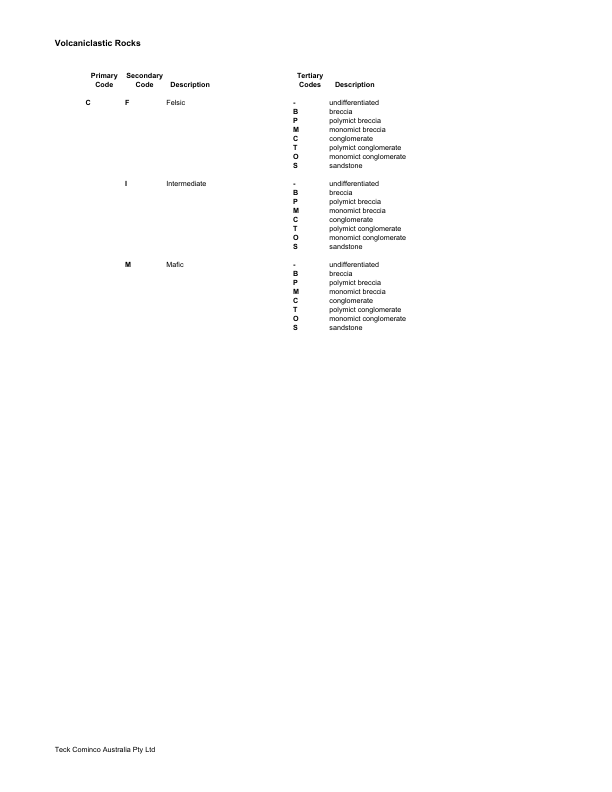 Volcaniclastic Rocks
Primary Secondary Tertiary
Code Code Description Codes Description
C F Felsic - undifferentiated
B breccia
P polymict breccia
M monomict breccia
C conglomerate
T polymict conglomerate
O monomict conglomerate
S sandstone
I Intermediate - undifferentiated
B breccia
P polymict breccia
M monomict breccia
C conglomerate
T polymict conglomerate
O monomict conglomerate
S sandstone
M Mafic - undifferentiated
B breccia
P polymict breccia
M monomict breccia
C conglomerate
T polymict conglomerate
O monomict conglomerate
S sandstone
Teck Cominco Australia Pty Ltd